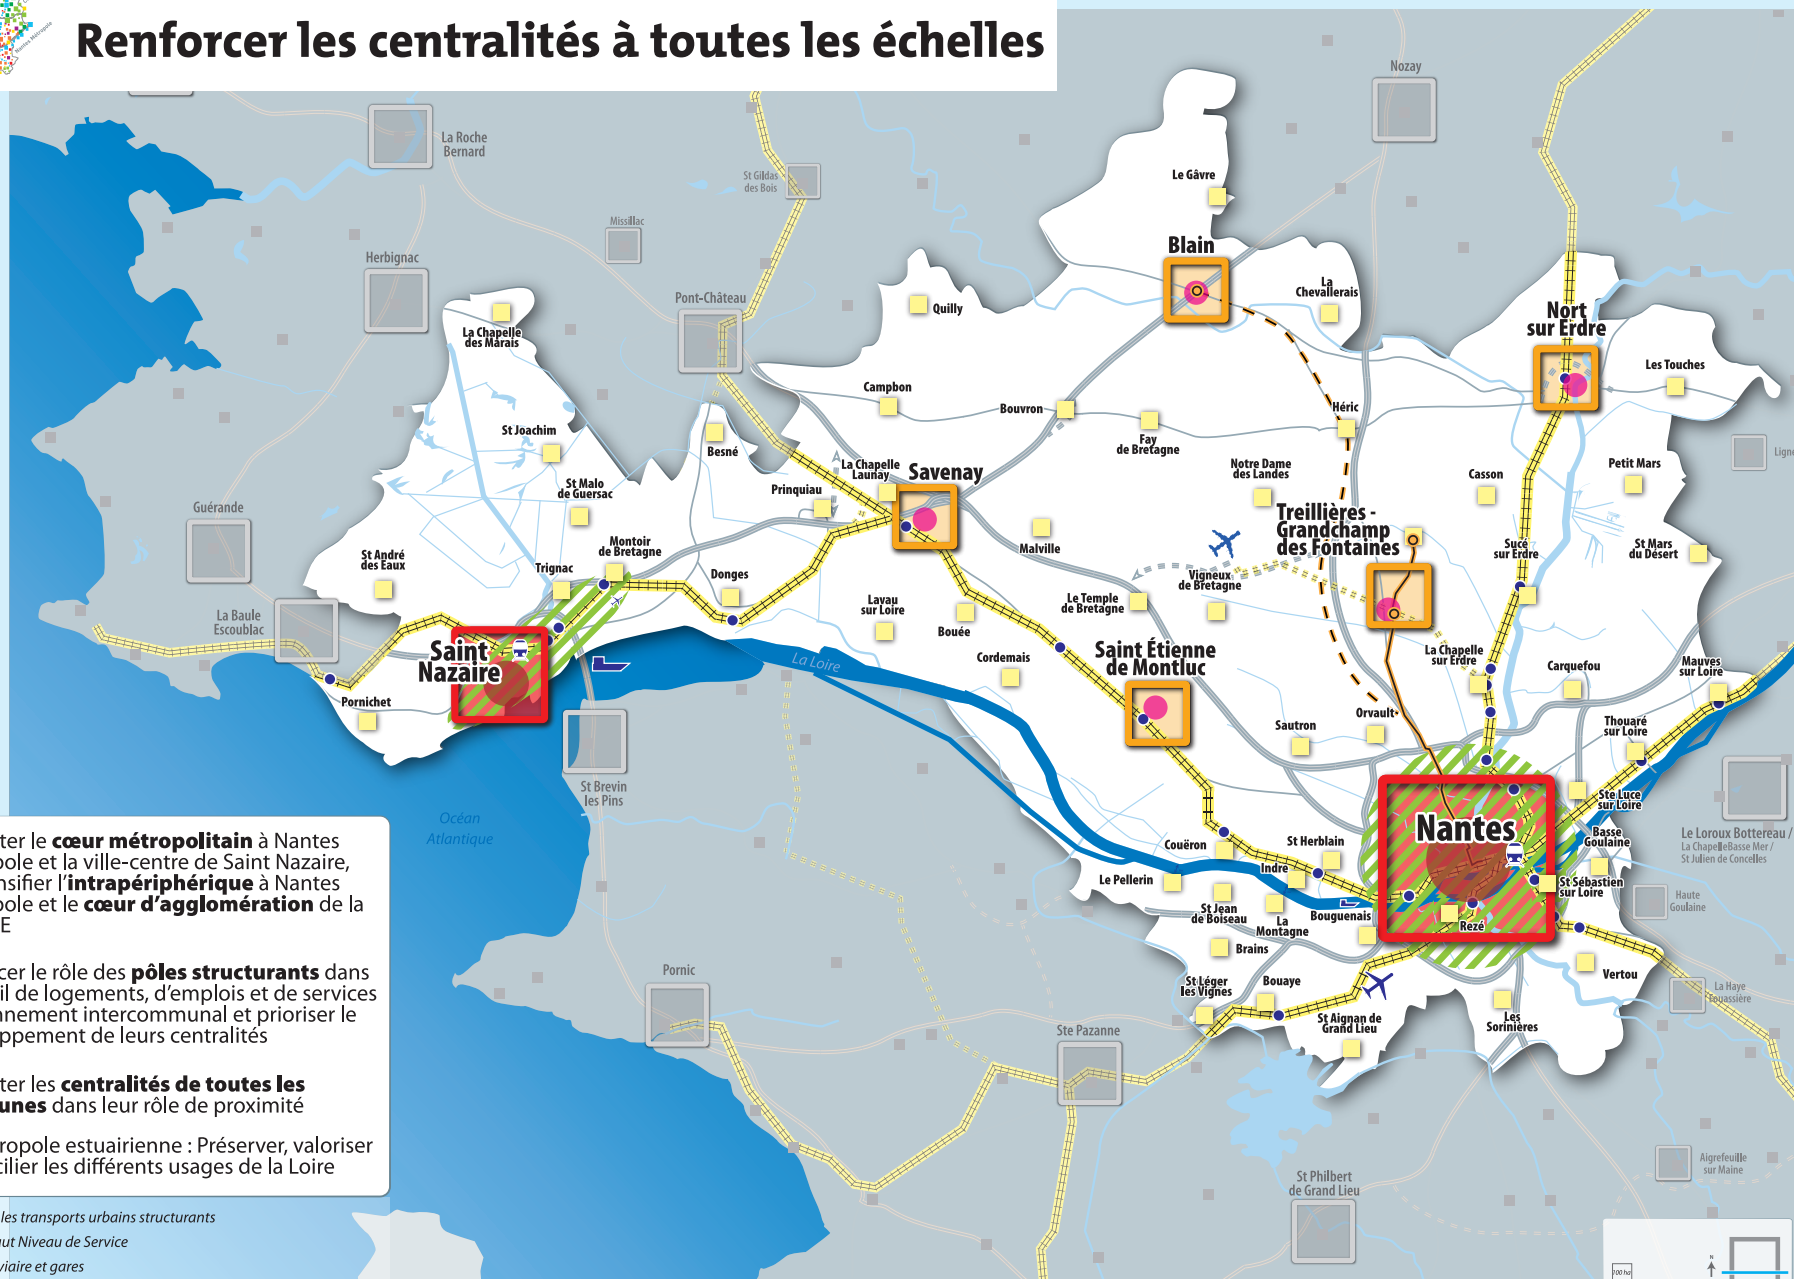 Nantes Métropole
Renforcer les centralités à toutes les échelles
Nozay
La Roche
Bernard
St Gildas
des Bois
Le Gâvre
Missillac
Blain
Herbignac
La
Chevallerais
Pont-Château
Quilly
Nort
sur Erdre
La Chapelle
des Marais
Les Touches
Campbon
Bouvron
Héric
St Joachim
Besné
Fay
de Bretagne
La Chapelle
Launay
Savenay
Notre Dame
des Landes
Casson
Petit Mars
St Malo
de Guersac
Prinquiau
Guérande
Treillières -
Grandchamp
des Fontaines
Montoir
de Bretagne
Malville
Sucé
sur Erdre
St Mars
du Désert
St André
des Eaux
Trignac
Donges
Vigneux
de Bretagne
Lavau
sur Loire
Le Temple
de Bretagne
La Baule
Escoublac
Bouée
Saint
Nazaire
La Loire
Cordemais
Saint Étienne
de Montluc
La Chapelle
sur Erdre
Carquefou
Mauves
sur Loire
Pornichet
Orvault
Sautron
Thouaré
sur Loire
St Brevin
les Pins
Ste Luce
sur Loire
Océan
Atlantique
Nantes
Basse
Goulaine
Le Loroux Bottereau /
La ChapelleBasse Mer /
St Julien de Concelles
Couëron
St Herblain
Indre
Le Pellerin
St Sébastien
sur Loire
Haute
Goulaine
St Jean
de Boiseau
La
Montagne
Bouguenais
Rezé
Brains
Pornic
St Léger
les Vignes
Bouaye
Vertou
La Haye
Fouassière
St Aignan de
Grand Lieu
Les
Sorinières
Ste Pazanne
Aigrefeuille
sur Maine
St Philbert
de Grand Lieu
ter le cœur métropolitain à Nantes
pole et la ville-centre de Saint Nazaire,
nsifier l'intrapériphérique à Nantes
pole et le cœur d'agglomération de la
E
cer le rôle des pôles structurants dans
il de logements, d'emplois et de services
nnement intercommunal et prioriser le
ppement de leurs centralités
ter les centralités de toutes les
unes dans leur rôle de proximité
ropole estuairienne : Préserver, valoriser
cilier les différents usages de la Loire
les transports urbains structurants
ut Niveau de Service
viaire et gares
100 ha
N